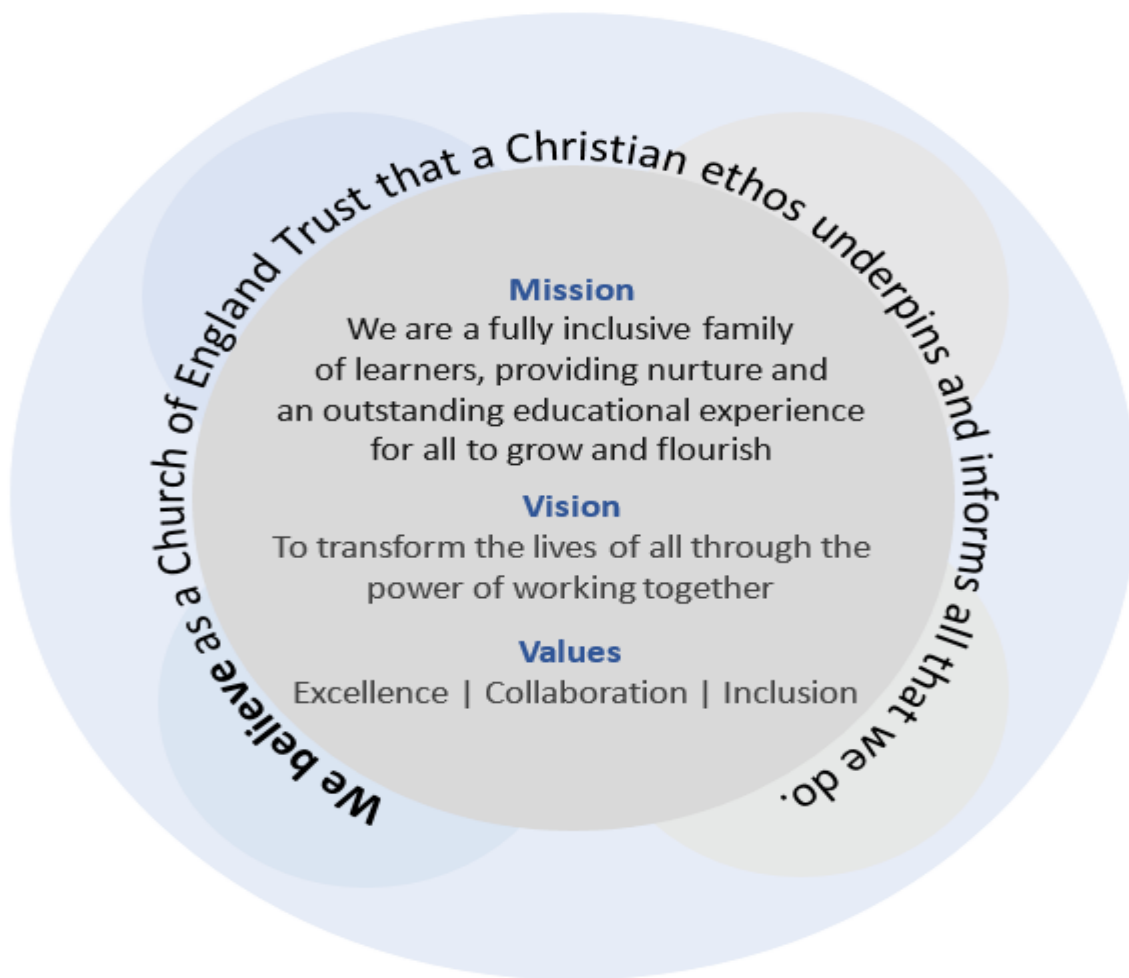 We believe as a Church of England Trust that a Christian ethos underpins and informs all that we do.
Mission
We are a fully inclusive family
of learners, providing nurture and
an outstanding educational experience
for all to grow and flourish
Vision
To transform the lives of all through the
power of working together
Values
Excellence | Collaboration | Inclusion